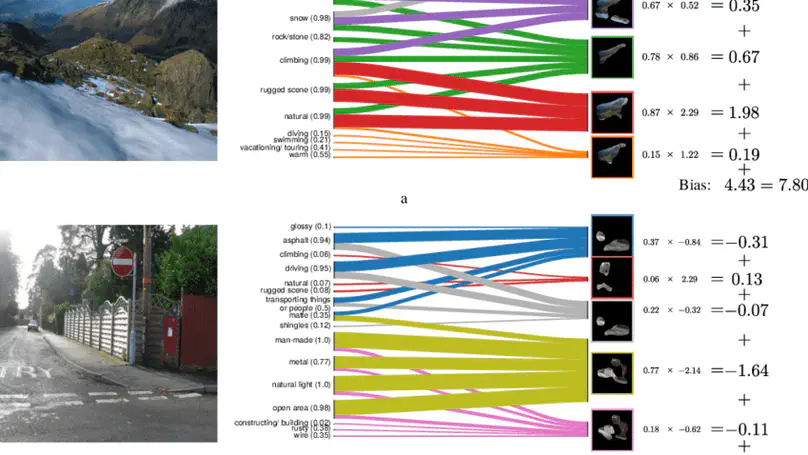 0.67 × 0.52 = 0.35
+
snow (0.98)
rock/stone (0.82)
0.78 × 0.86 = 0.67
climbing (0.99)
+
rugged scene (0.99)
natural (0.99)
0.87 × 2.29 = 1.98
+
diving (0.15)
swimming (0.21)
vacationing/ touring (0.41)
warm (0.55)
0.15 × 1.22 = 0.19
+
Bias: 4.43 = 7.80
a
glossy (0.1)
asphalt (0.94)
climbing (0.06)
driving (0.95)
natural (0.07)
rugged scene (0.08)
transporting things
or people (0.5)
matte (0.35)
shingles (0.12)
man-made (1.0)
metal (0.77)
natural light (1.0)
open area (0.98)
constructing/ building (0.02)
rusty (0.38)
wire (0.35)
0.37 × −0.84 =−0.31
+
0.06 × 2.29 = 0.13
+
0.22 × −0.32 =−0.07
+
0.77 × −2.14 =−1.64
+
0.18 × −0.62 =−0.11
+
TRY